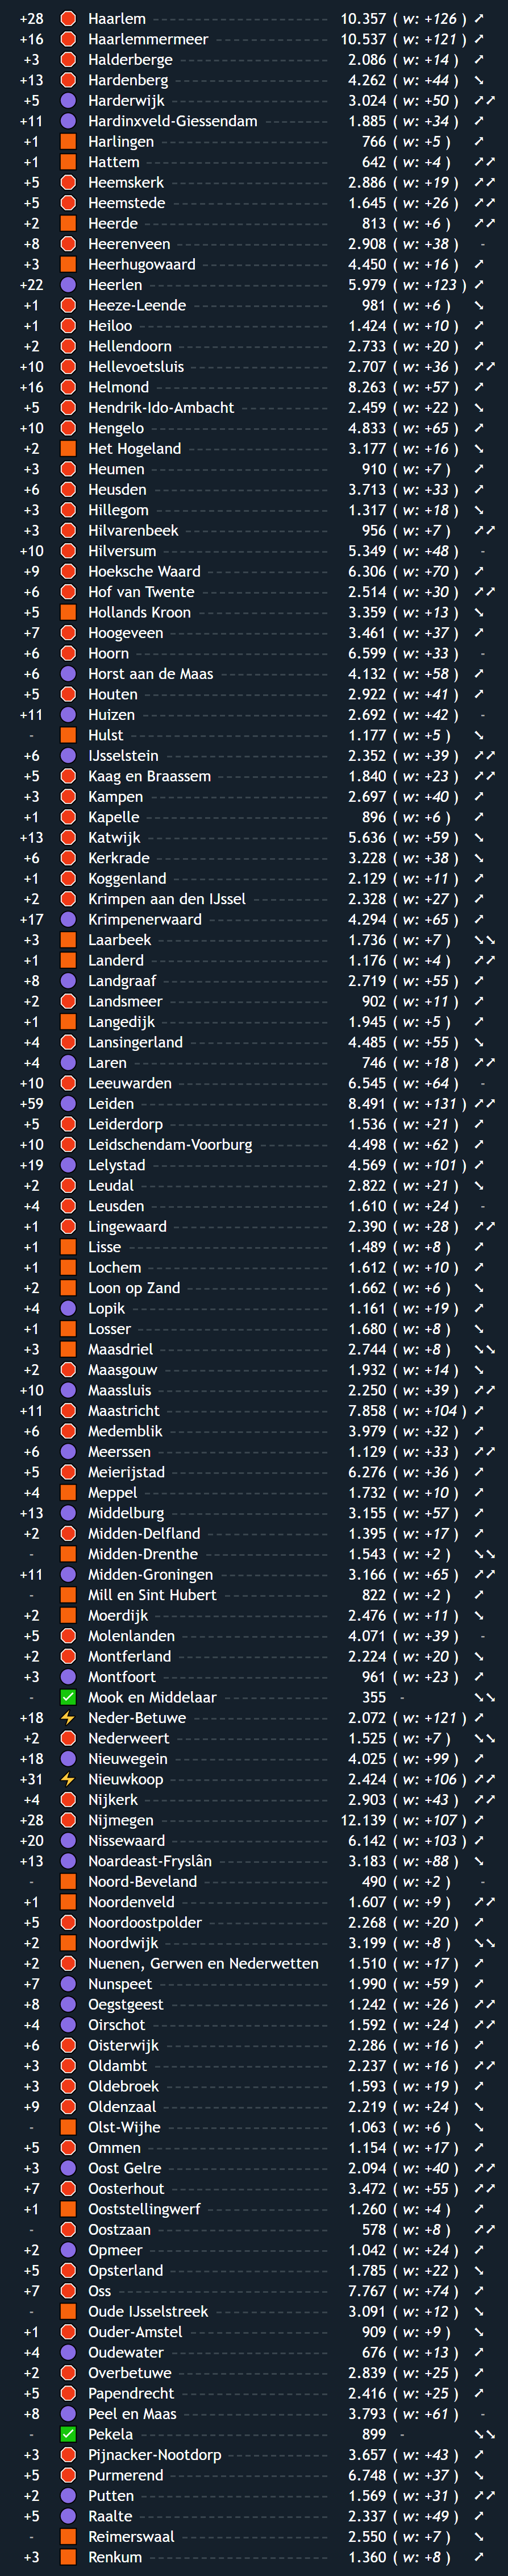 +28 Haarlem 10.357 ( w: +126 ) ↗
+16 Haarlemmermeer 10.537 ( w: +121 ) ↗
+3 Halderberge 2.086 ( w: +14 ) ↗
+13 Hardenberg 4.262 ( w: +44 ) ↘
+5 Harderwijk 3.024 ( w: +50 ) ↗↗
+11 Hardinxveld-Giessendam 1.885 ( w: +34 ) ↗
+1 Harlingen 766 ( w: +5 ) ↗
+1 Hattem 642 ( w: +4 ) ↗↗
+5 Heemskerk 2.886 ( w: +19 ) ↗↗
+5 Heemstede 1.645 ( w: +26 ) ↗↗
+2 Heerde 813 ( w: +6 ) ↗↗
+8 Heerenveen 2.908 ( w: +38 ) -
+3 Heerhugowaard 4.450 ( w: +16 ) ↗
+22 Heerlen 5.979 ( w: +123 ) ↗
+1 Heeze-Leende 981 ( w: +6 ) ↘
+1 Heiloo 1.424 ( w: +10 ) ↗
+2 Hellendoorn 2.733 ( w: +20 ) ↗
+10 Hellevoetsluis 2.707 ( w: +36 ) ↗↗
+16 Helmond 8.263 ( w: +57 ) ↗
+5 Hendrik-Ido-Ambacht 2.459 ( w: +22 ) ↘
+10 Hengelo 4.833 ( w: +65 ) ↗
+2 Het Hogeland 3.177 ( w: +16 ) ↘
+3 Heumen 910 ( w: +7 ) ↗
+6 Heusden 3.713 ( w: +33 ) ↗
+3 Hillegom 1.317 ( w: +18 ) ↘
+3 Hilvarenbeek 956 ( w: +7 ) ↗↗
+10 Hilversum 5.349 ( w: +48 ) -
+9 Hoeksche Waard 6.306 ( w: +70 ) ↗
+6 Hof van Twente 2.514 ( w: +30 ) ↗↗
+5 Hollands Kroon 3.359 ( w: +13 ) ↘
+7 Hoogeveen 3.461 ( w: +37 ) ↗
+6 Hoorn 6.599 ( w: +33 ) -
+6 Horst aan de Maas 4.132 ( w: +58 ) ↗
+5 Houten 2.922 ( w: +41 ) ↗
+11 Huizen 2.692 ( w: +42 ) -
- Hulst 1.177 ( w: +5 ) ↘
+6 IJsselstein 2.352 ( w: +39 ) ↗↗
+5 Kaag en Braassem 1.840 ( w: +23 ) ↗↗
+3 Kampen 2.697 ( w: +40 ) ↗
+1 Kapelle 896 ( w: +6 ) ↗
+13 Katwijk 5.636 ( w: +59 ) ↘
+6 Kerkrade 3.228 ( w: +38 ) ↘
+1 Koggenland 2.129 ( w: +11 ) ↗
+2 Krimpen aan den IJssel 2.328 ( w: +27 ) ↗
+17 Krimpenerwaard 4.294 ( w: +65 ) ↗
+3 Laarbeek 1.736 ( w: +7 ) ↘↘
+1 Landerd 1.176 ( w: +4 ) ↗↗
+8 Landgraaf 2.719 ( w: +55 ) ↗
+2 Landsmeer 902 ( w: +11 ) ↗
+1 Langedijk 1.945 ( w: +5 ) ↗
+4 Lansingerland 4.485 ( w: +55 ) ↘
+4 Laren 746 ( w: +18 ) ↗↗
+10 Leeuwarden 6.545 ( w: +64 ) -
+59 Leiden 8.491 ( w: +131 ) ↗↗
+5 Leiderdorp 1.536 ( w: +21 ) ↗
+10 Leidschendam-Voorburg 4.498 ( w: +62 ) ↗
+19 Lelystad 4.569 ( w: +101 ) ↗
+2 Leudal 2.822 ( w: +21 ) ↘
+4 Leusden 1.610 ( w: +24 ) -
+1 Lingewaard 2.390 ( w: +28 ) ↗↗
+1 Lisse 1.489 ( w: +8 ) ↗
+1 Lochem 1.612 ( w: +10 ) ↗
+2 Loon op Zand 1.662 ( w: +6 ) ↘
+4 Lopik 1.161 ( w: +19 ) ↗
+1 Losser 1.680 ( w: +8 ) ↘
+3 Maasdriel 2.744 ( w: +8 ) ↘↘
+2 Maasgouw 1.932 ( w: +14 ) ↘
+10 Maassluis 2.250 ( w: +39 ) ↗↗
+11 Maastricht 7.858 ( w: +104 ) ↗
+6 Medemblik 3.979 ( w: +32 ) ↗
+6 Meerssen 1.129 ( w: +33 ) ↗↗
+5 Meierijstad 6.276 ( w: +36 ) ↗
+4 Meppel 1.732 ( w: +10 ) ↗
+13 Middelburg 3.155 ( w: +57 ) ↗
+2 Midden-Delfland 1.395 ( w: +17 ) ↗
- Midden-Drenthe 1.543 ( w: +2 ) ↘↘
+11 Midden-Groningen 3.166 ( w: +65 ) ↗↗
- Mill en Sint Hubert 822 ( w: +2 ) ↗
+2 Moerdijk 2.476 ( w: +11 ) ↘
+5 Molenlanden 4.071 ( w: +39 ) -
+2 Montferland 2.224 ( w: +20 ) ↘
+3 Montfoort 961 ( w: +23 ) ↗
- Mook en Middelaar 355 - ↘↘
+18 Neder-Betuwe 2.072 ( w: +121 ) ↗
+2 Nederweert 1.525 ( w: +7 ) ↘↘
+18 Nieuwegein 4.025 ( w: +99 ) ↗
+31 Nieuwkoop 2.424 ( w: +106 ) ↗↗
+4 Nijkerk 2.903 ( w: +43 ) ↗↗
+28 Nijmegen 12.139 ( w: +107 ) ↗
+20 Nissewaard 6.142 ( w: +103 ) ↗
+13 Noardeast-Fryslân 3.183 ( w: +88 ) ↘
- Noord-Beveland 490 ( w: +2 ) -
+1 Noordenveld 1.607 ( w: +9 ) ↗↗
+5 Noordoostpolder 2.268 ( w: +20 ) ↗
+2 Noordwijk 3.199 ( w: +8 ) ↘↘
+2 Nuenen, Gerwen en Nederwetten 1.510 ( w: +17 ) ↗
+7 Nunspeet 1.990 ( w: +59 ) ↗
+8 Oegstgeest 1.242 ( w: +26 ) ↗↗
+4 Oirschot 1.592 ( w: +24 ) ↗↗
+6 Oisterwijk 2.286 ( w: +16 ) ↗
+3 Oldambt 2.237 ( w: +16 ) ↗↗
+3 Oldebroek 1.593 ( w: +19 ) ↗
+9 Oldenzaal 2.219 ( w: +24 ) ↘
- Olst-Wijhe 1.063 ( w: +6 ) ↘
+5 Ommen 1.154 ( w: +17 ) ↗
+3 Oost Gelre 2.094 ( w: +40 ) ↗↗
+7 Oosterhout 3.472 ( w: +55 ) ↗↗
+1 Ooststellingwerf 1.260 ( w: +4 ) ↗
- Oostzaan 578 ( w: +8 ) ↗↗
+2 Opmeer 1.042 ( w: +24 ) ↗
+5 Opsterland 1.785 ( w: +22 ) ↘
+7 Oss 7.767 ( w: +74 ) ↗
- Oude IJsselstreek 3.091 ( w: +12 ) ↘
+1 Ouder-Amstel 909 ( w: +9 ) ↘
+4 Oudewater 676 ( w: +13 ) ↗
+2 Overbetuwe 2.839 ( w: +25 ) ↗
+5 Papendrecht 2.416 ( w: +25 ) ↗
+8 Peel en Maas 3.793 ( w: +61 ) -
- Pekela 899 - ↘↘
+3 Pijnacker-Nootdorp 3.657 ( w: +43 ) ↗
+5 Purmerend 6.748 ( w: +37 ) ↘
+2 Putten 1.569 ( w: +31 ) ↗↗
+5 Raalte 2.337 ( w: +49 ) ↗
- Reimerswaal 2.550 ( w: +7 ) ↘
+3 Renkum 1.360 ( w: +8 ) ↗